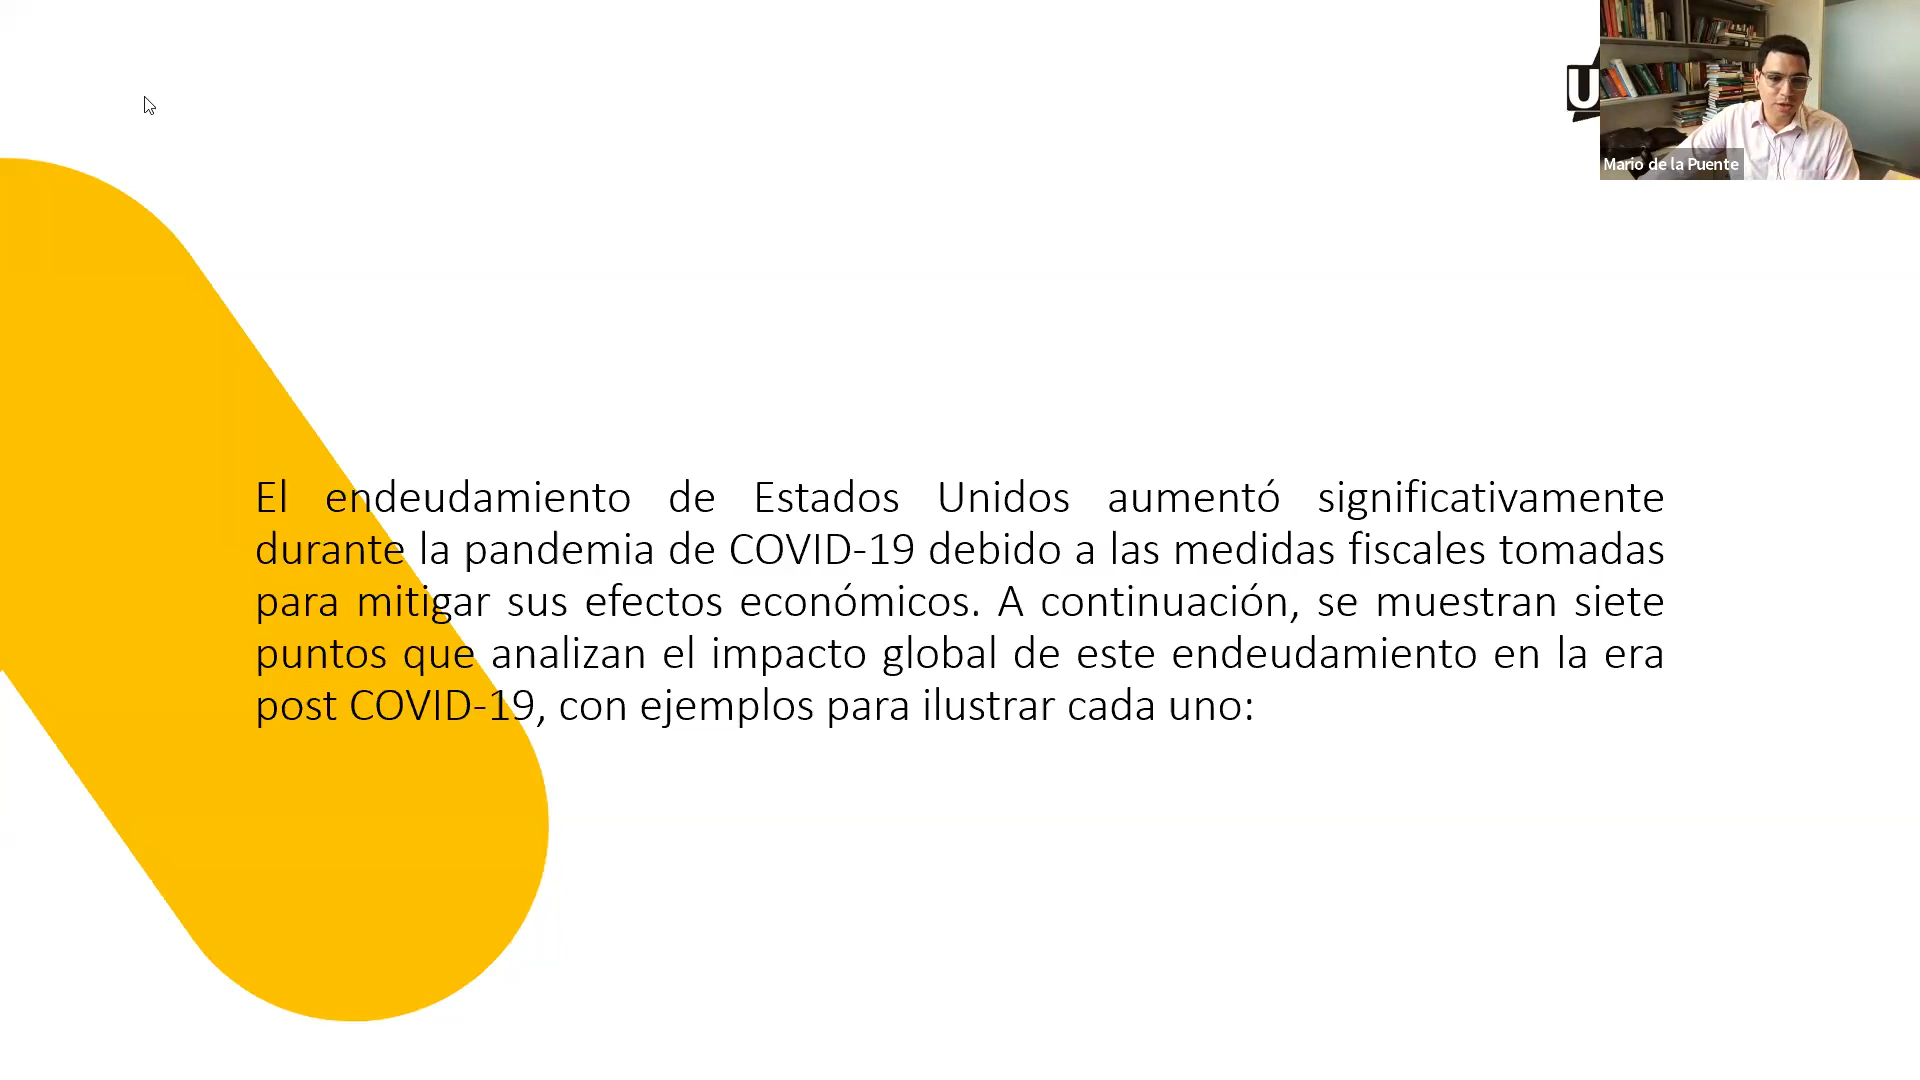 U
Mario de la Puente
El endeudamiento de Estados Unidos aumentó significativamente
durante la pandemia de COVID-19 debido a las medidas fiscales tomadas
para mitigar sus efectos económicos. A continuación, se muestran siete
puntos que analizan el impacto global de este endeudamiento en la era
post COVID-19, con ejemplos para ilustrar cada uno: